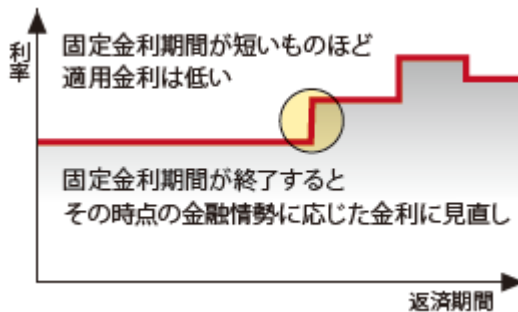 利率
固定金利期間が短いものほど
適用金利は低い
固定金利期間が終了すると
その時点の金融情勢に応じた金利に見直し
返済期間